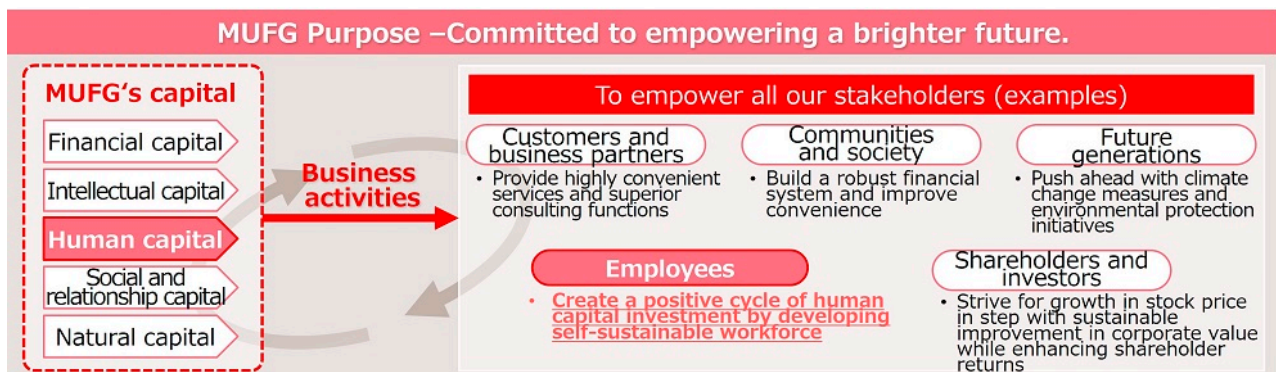 MUFG Purpose –Committed to empowering a brighter future.
MUFG‘s capital
Financial capital
Intellectual capital
Human capital
Social and
relationship capital
Natural capital
Business
activities
To empower all our stakeholders (examples)
Customers and
business partners
• Provide highly convenient
services and superior
consulting functions
Communities
and society
• Build a robust financial
system and improve
convenience
Future
generations
• Push ahead with climate
change measures and
environmental protection
initiatives
Employees
• Create a positive cycle of human
capital investment by developing
self-sustainable workforce
Shareholders and
investors
• Strive for growth in stock price
in step with sustainable
improvement in corporate value
while enhancing shareholder
returns